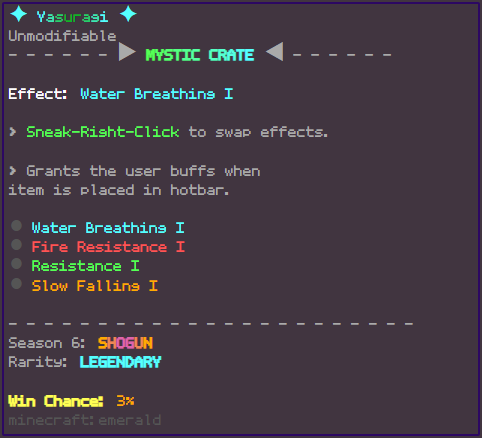 ✦ Yasuragi ✦
Unmodifiable
- - - - - - ▶ MYSTIC CRATE ◀ - - - - - -
Effect: Water Breathing I
> Sneak-Right-Click to swap effects.
> Grants the user buffs when
item is placed in hotbar.
● Water Breathing I
● Fire Resistance I
● Resistance I
● Slow Falling I
- - - - - - - - - - - - - - - - - - - - - - - -
Season 6: SHOGUN
Rarity: LEGENDARY
Win Chance: 3%
minecraft:emerald